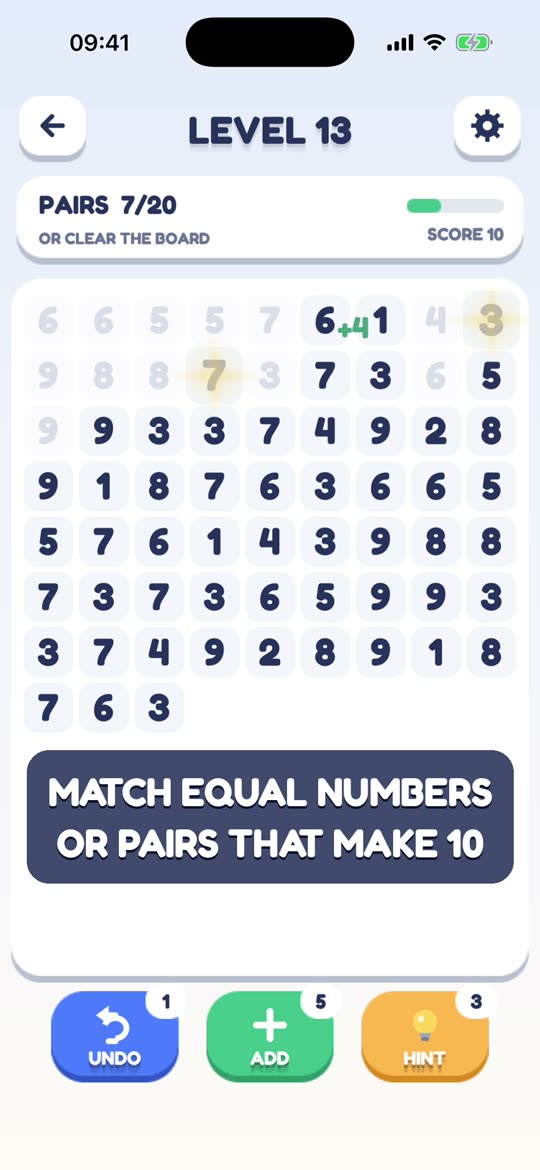 09:41
LEVEL 13
PAIRS 7/20
OR CLEAR THE BOARD
SCORE 10
6 6 5 5 7 6 +4 1 4 3
9 8 8 7 3 7 3 6 5
9 9 3 3 7 4 9 2 8
9 1 8 7 6 3 6 6 5
5 7 6 1 4 3 9 8 8
7 3 7 3 6 5 9 9 3
3 7 4 9 2 8 9 1 8
7 6 3
MATCH EQUAL NUMBERS
OR PAIRS THAT MAKE 10
1 5 3
UNDO ADD HINT